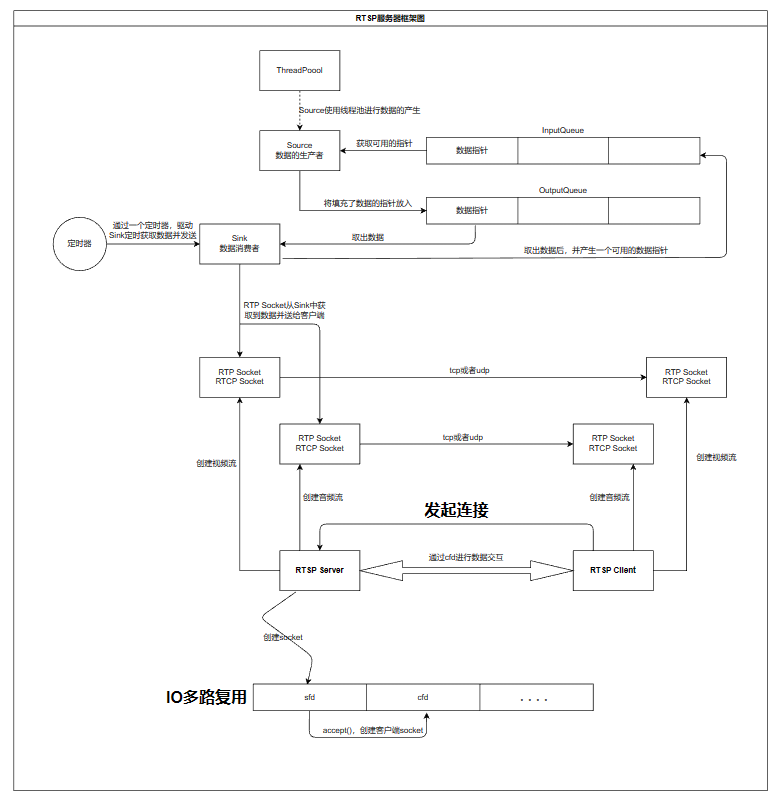 RTSP服务器框架图
ThreadPoool
Source使用线程池进行数据的产生
Source
数据的生产者
获取可用的指针
InputQueue
数据指针
将填充了数据的指针放入
OutputQueue
数据指针
定时器
通过一个定时器，驱动
Sink定时获取数据并发送
Sink
数据消费者
取出数据
取出数据后，并产生一个可用的数据指针
RTP Socket从Sink中获
取到数据并送给客户端
RTP Socket
RTCP Socket
tcp或者udp
RTP Socket
RTCP Socket
RTP Socket
RTCP Socket
tcp或者udp
RTP Socket
RTCP Socket
创建视频流
创建音频流
创建音频流
创建视频流
发起连接
RTSP Server
通过cfd进行数据交互
RTSP Client
创建socket
IO多路复用
sfd
cfd
. . . .
accept()，创建客户端socket